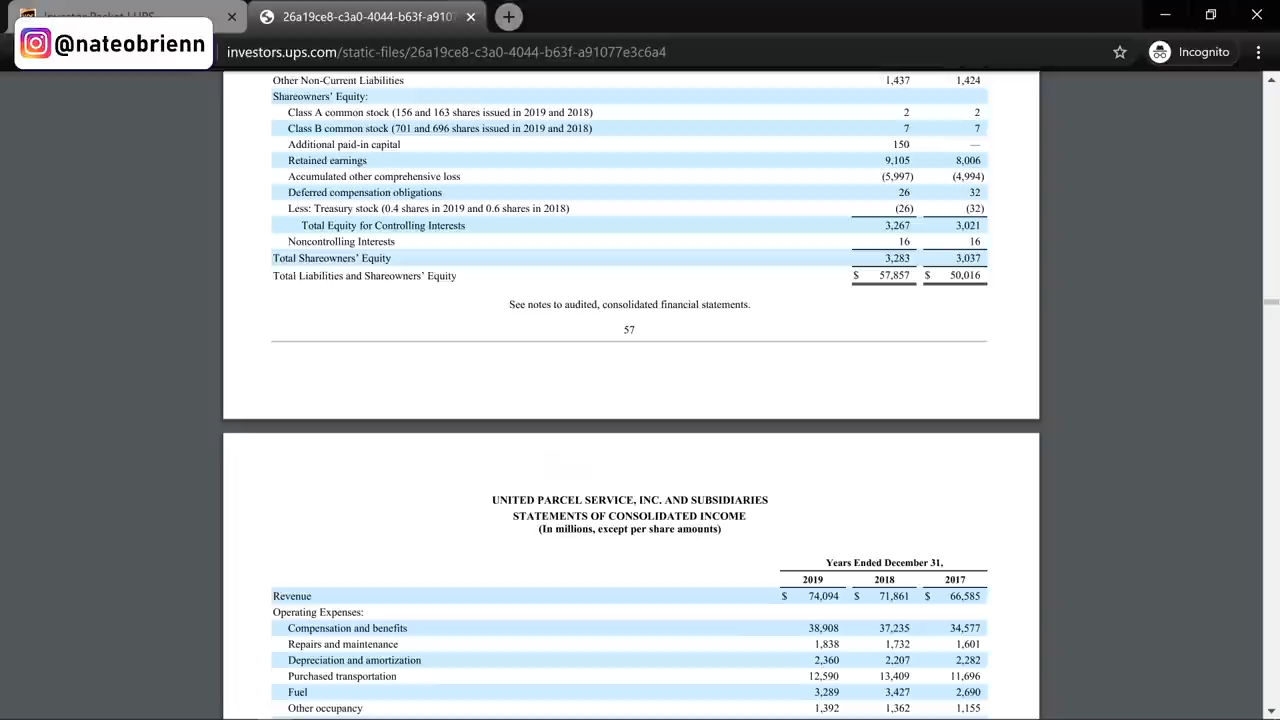 Investor Packet | UPS
26a19ce8-c3a0-4044-b63f-a910
@nateobrienn
investors.ups.com/static-files/26a19ce8-c3a0-4044-b63f-a91077e3c6a4
Incognito
Other Non-Current Liabilities 1,437 1,424
Shareowners’ Equity:
Class A common stock (156 and 163 shares issued in 2019 and 2018) 2 2
Class B common stock (701 and 696 shares issued in 2019 and 2018) 7 7
Additional paid-in capital 150 —
Retained earnings 9,105 8,006
Accumulated other comprehensive loss (5,997) (4,994)
Deferred compensation obligations 26 32
Less: Treasury stock (0.4 shares in 2019 and 0.6 shares in 2018) (26) (32)
Total Equity for Controlling Interests 3,267 3,021
Noncontrolling Interests 16 16
Total Shareowners’ Equity 3,283 3,037
Total Liabilities and Shareowners’ Equity $ 57,857 $ 50,016
See notes to audited, consolidated financial statements.
57
UNITED PARCEL SERVICE, INC. AND SUBSIDIARIES
STATEMENTS OF CONSOLIDATED INCOME
(In millions, except per share amounts)
Years Ended December 31,
2019 2018 2017
Revenue $ 74,094 $ 71,861 $ 66,585
Operating Expenses:
Compensation and benefits 38,908 37,235 34,577
Repairs and maintenance 1,838 1,732 1,601
Depreciation and amortization 2,360 2,207 2,282
Purchased transportation 12,590 13,409 11,696
Fuel 3,289 3,427 2,690
Other occupancy 1,392 1,362 1,155